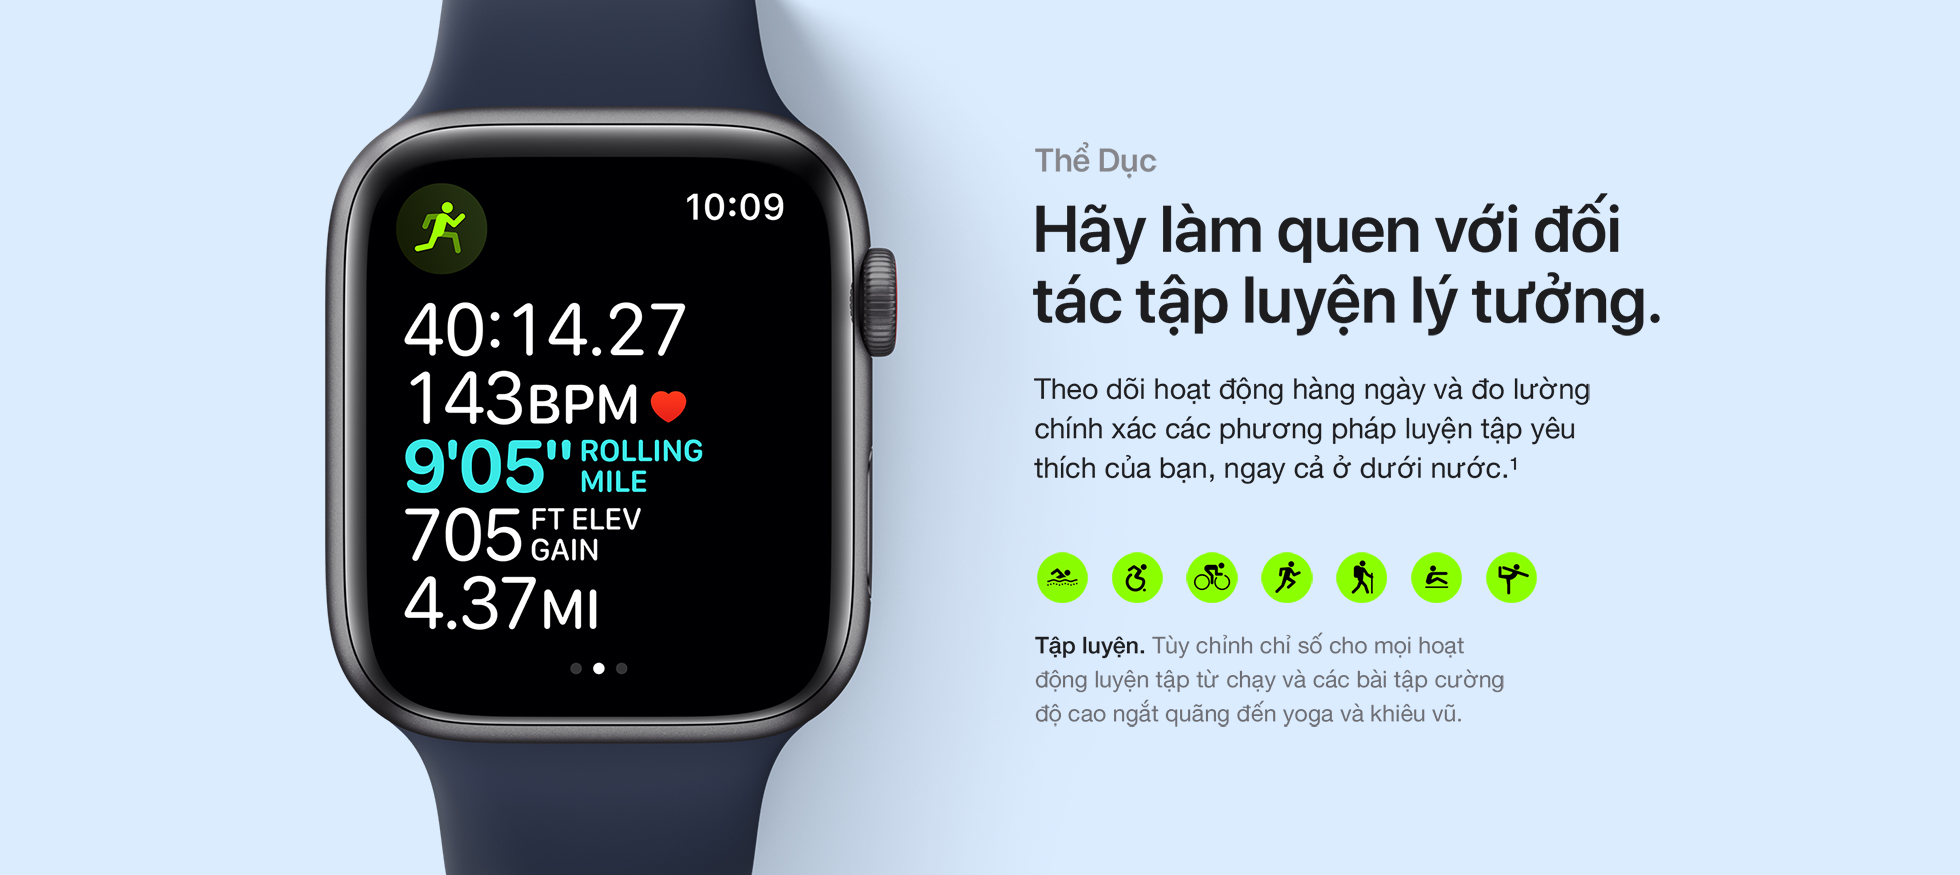 10:09
40:14.27
143BPM
9'05" ROLLING
MILE
705 FT ELEV
GAIN
4.37MI
Thể Dục
Hãy làm quen với đối
tác tập luyện lý tưởng.
Theo dõi hoạt động hàng ngày và đo lường
chính xác các phương pháp luyện tập yêu
thích của bạn, ngay cả ở dưới nước.¹
Tập luyện. Tùy chỉnh chỉ số cho mọi hoạt
động luyện tập từ chạy và các bài tập cường
độ cao ngắt quãng đến yoga và khiêu vũ.